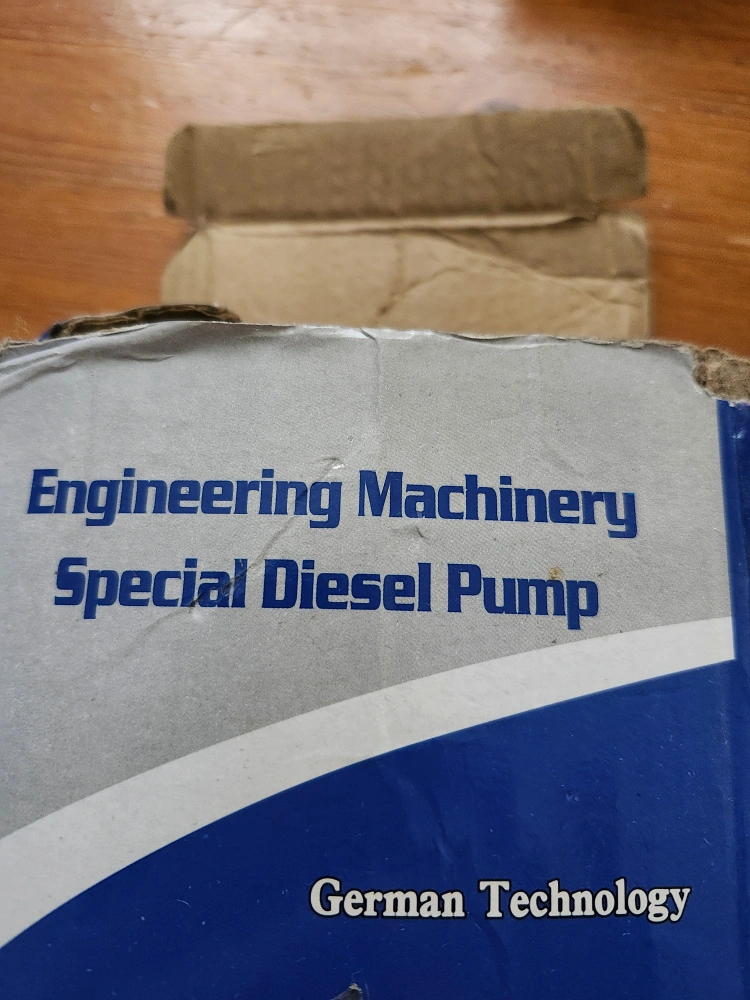 Engineering Machinery
Special Diesel Pump
German Technology